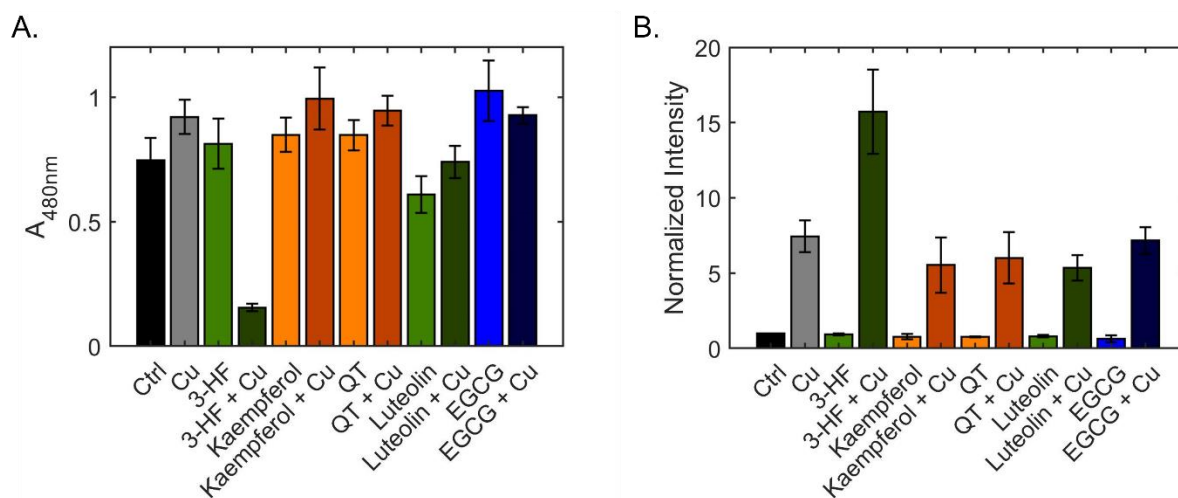 A.
A480nm
1
0.5
0
Ctrl
Cu
3-HF
3-HF + Cu
Kaempferol
Kaempferol + Cu
QT
QT + Cu
Luteolin
Luteolin + Cu
EGCG
EGCG + Cu
B.
Normalized Intensity
20
15
10
5
0
Ctrl
Cu
3-HF
3-HF + Cu
Kaempferol
Kaempferol + Cu
QT
QT + Cu
Luteolin
Luteolin + Cu
EGCG
EGCG + Cu